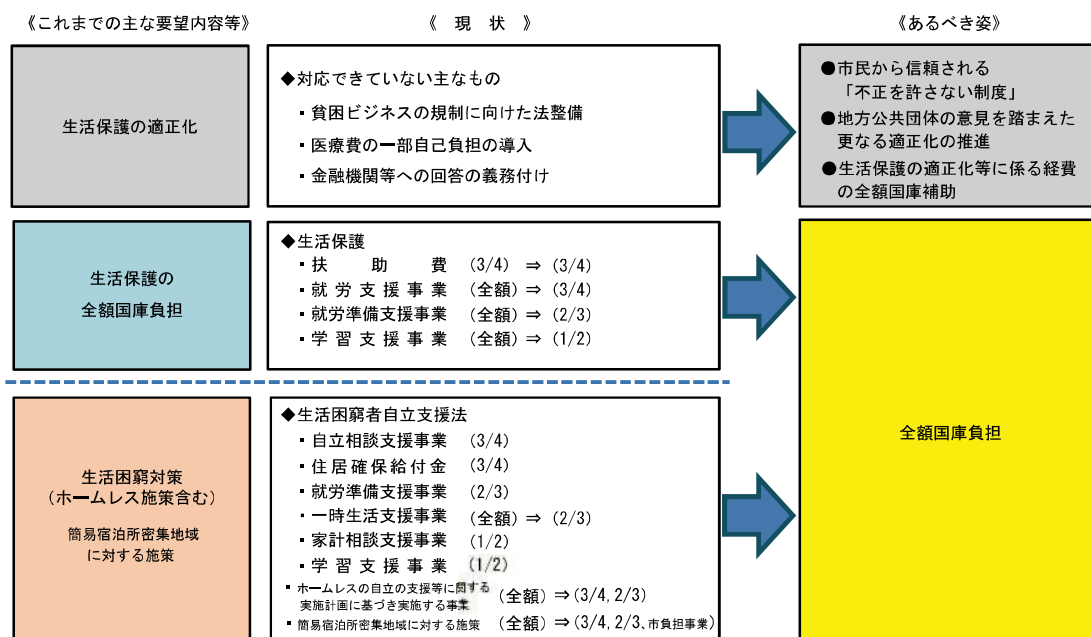 《これまでの主な要望内容等》
《 現 状 》
《あるべき姿》
生活保護の適正化
◆対応できていない主なもの
・貧困ビジネスの規制に向けた法整備
・医療費の一部自己負担の導入
・金融機関等への回答の義務付け
●市民から信頼される
「不正を許さない制度」
●地方公共団体の意見を踏まえた
更なる適正化の推進
●生活保護の適正化等に係る経費
の全額国庫補助
生活保護の
全額国庫負担
◆生活保護
・扶助費 (3/4) ⇒ (3/4)
・就労支援事業 (全額) ⇒ (3/4)
・就労準備支援事業 (全額) ⇒ (2/3)
・学習支援事業 (全額) ⇒ (1/2)
生活困窮対策
(ホームレス施策含む)
簡易宿泊所密集地域
に対する施策
◆生活困窮者自立支援法
・自立相談支援事業 (3/4)
・住居確保給付金 (3/4)
・就労準備支援事業 (2/3)
・一時生活支援事業 (全額) ⇒ (2/3)
・家計相談支援事業 (1/2)
・学習支援事業 (1/2)
・ホームレスの自立の支援等に関する
実施計画に基づき実施する事業 (全額) ⇒ (3/4, 2/3)
・簡易宿泊所密集地域に対する施策 (全額) ⇒ (3/4, 2/3、市負担事業)
全額国庫負担